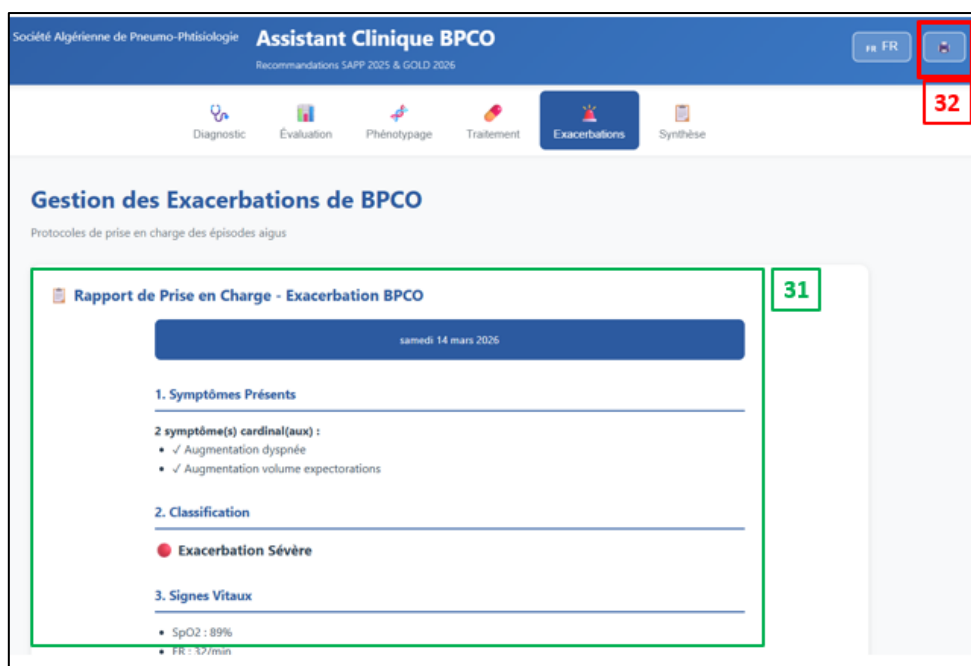 Société Algérienne de Pneumo-Phtisiologie
Assistant Clinique BPCO
Recommandations SAPP 2025 & GOLD 2026
FR FR
32
Diagnostic
Évaluation
Phénotypage
Traitement
Exacerbations
Synthèse
Gestion des Exacerbations de BPCO
Protocoles de prise en charge des épisodes aigus
Rapport de Prise en Charge - Exacerbation BPCO
31
samedi 14 mars 2026
1. Symptômes Présents
2 symptôme(s) cardinal(aux) :
• ✓ Augmentation dyspnée
• ✓ Augmentation volume expectorations
2. Classification
Exacerbation Sévère
3. Signes Vitaux
• SpO2 : 89%
• FR : 32/min